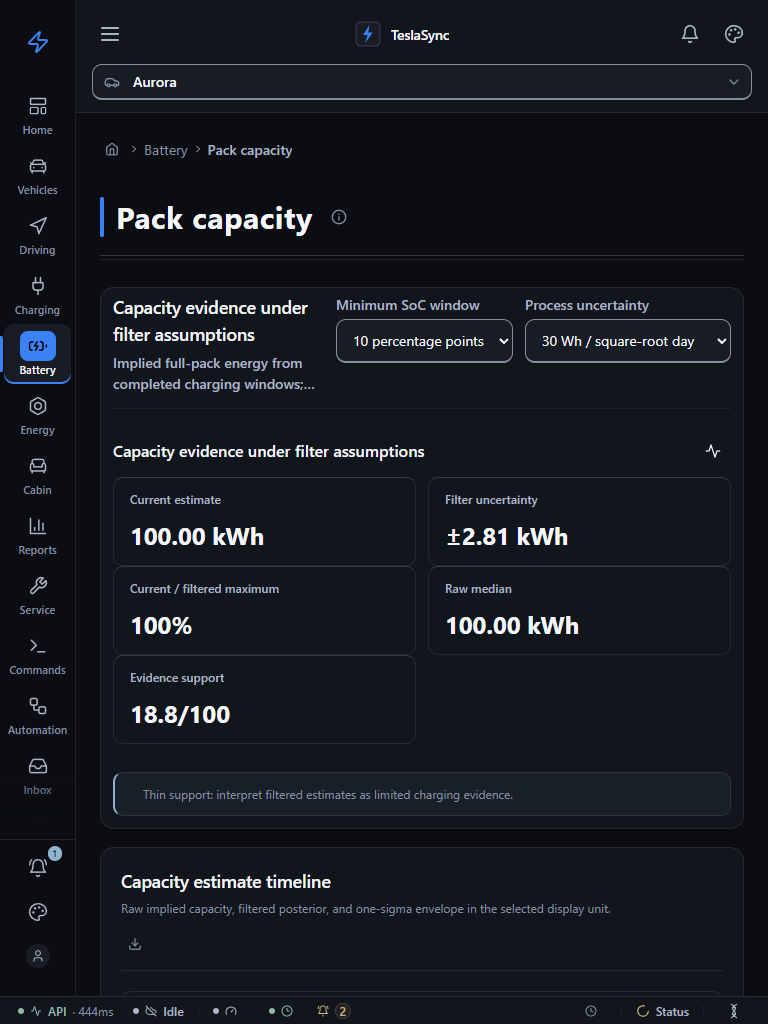 TeslaSync
Aurora
Home
Vehicles
Driving
Charging
Battery
Energy
Cabin
Reports
Service
Commands
Automation
Inbox
1
Battery
Pack capacity
Pack capacity
Capacity evidence under
filter assumptions
Implied full-pack energy from
completed charging windows;...
Minimum SoC window
10 percentage points
Process uncertainty
30 Wh / square-root day
Capacity evidence under filter assumptions
Current estimate
100.00 kWh
Filter uncertainty
±2.81 kWh
Current / filtered maximum
100%
Raw median
100.00 kWh
Evidence support
18.8/100
Thin support: interpret filtered estimates as limited charging evidence.
Capacity estimate timeline
Raw implied capacity, filtered posterior, and one-sigma envelope in the selected display unit.
API · 444ms
Idle
2
Status